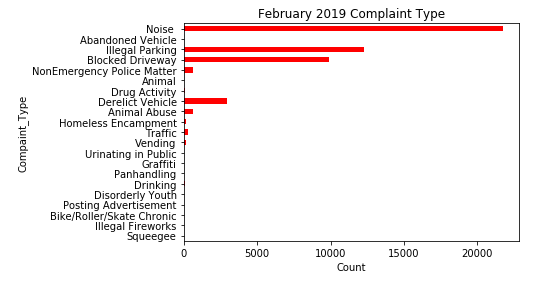 February 2019 Complaint Type
Noise
Abandoned Vehicle
Illegal Parking
Blocked Driveway
NonEmergency Police Matter
Animal
Drug Activity
Derelict Vehicle
Animal Abuse
Homeless Encampment
Traffic
Vending
Urinating in Public
Graffiti
Panhandling
Drinking
Disorderly Youth
Posting Advertisement
Bike/Roller/Skate Chronic
Illegal Fireworks
Squeegee
Compaint_Type
0 5000 10000 15000 20000
Count